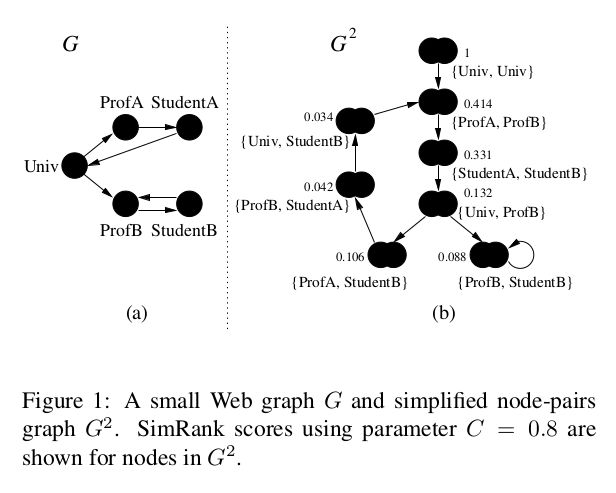 G
ProfA StudentA
Univ
ProfB StudentB
(a)
G²
1
{Univ, Univ}
0.414
{ProfA, ProfB}
0.034
{Univ, StudentB}
0.331
{StudentA, StudentB}
0.042
{ProfB, StudentA}
0.132
{Univ, ProfB}
0.106
{ProfA, StudentB}
0.088
{ProfB, StudentB}
(b)
Figure 1: A small Web graph G and simplified node-pairs
graph G². SimRank scores using parameter C = 0.8 are
shown for nodes in G².